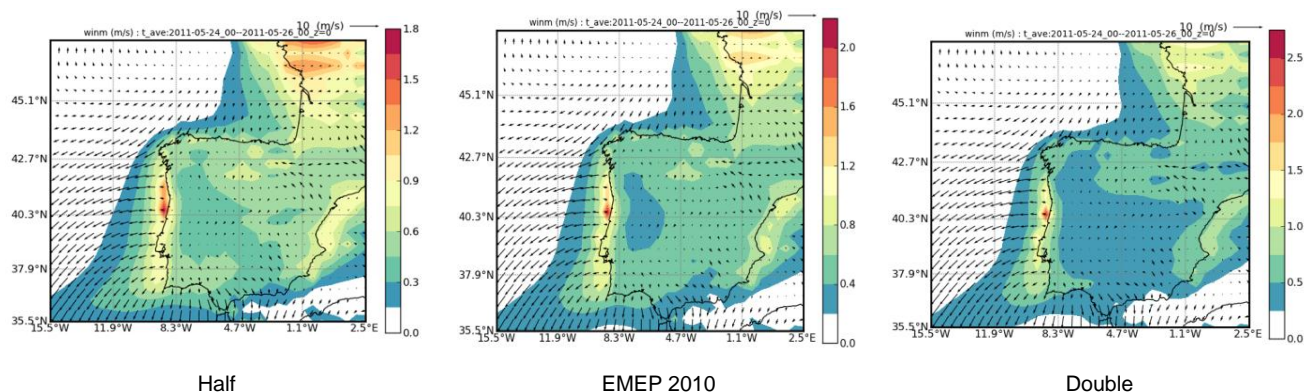 10 (m/s)
winm (m/s) : t_ave:2011-05-24_00--2011-05-26_00_z=0
45.1°N
42.7°N
40.3°N
37.9°N
35.5°N
15.5°W 11.9°W 8.3°W 4.7°W 1.1°W 2.5°E
1.8
1.5
1.2
0.9
0.6
0.3
0.0
Half
10 (m/s)
winm (m/s) : t_ave:2011-05-24_00--2011-05-26_00_z=0
45.1°N
42.7°N
40.3°N
37.9°N
35.5°N
15.5°W 11.9°W 8.3°W 4.7°W 1.1°W 2.5°E
2.0
1.6
1.2
0.8
0.4
0.0
EMEP 2010
10 (m/s)
winm (m/s) : t_ave:2011-05-24_00--2011-05-26_00_z=0
45.1°N
42.7°N
40.3°N
37.9°N
35.5°N
15.5°W 11.9°W 8.3°W 4.7°W 1.1°W 2.5°E
2.5
2.0
1.5
1.0
0.5
0.0
Double